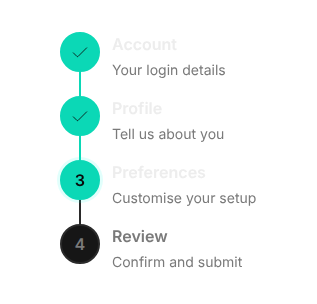 Account
Your login details
Profile
Tell us about you
3
Preferences
Customise your setup
4
Review
Confirm and submit